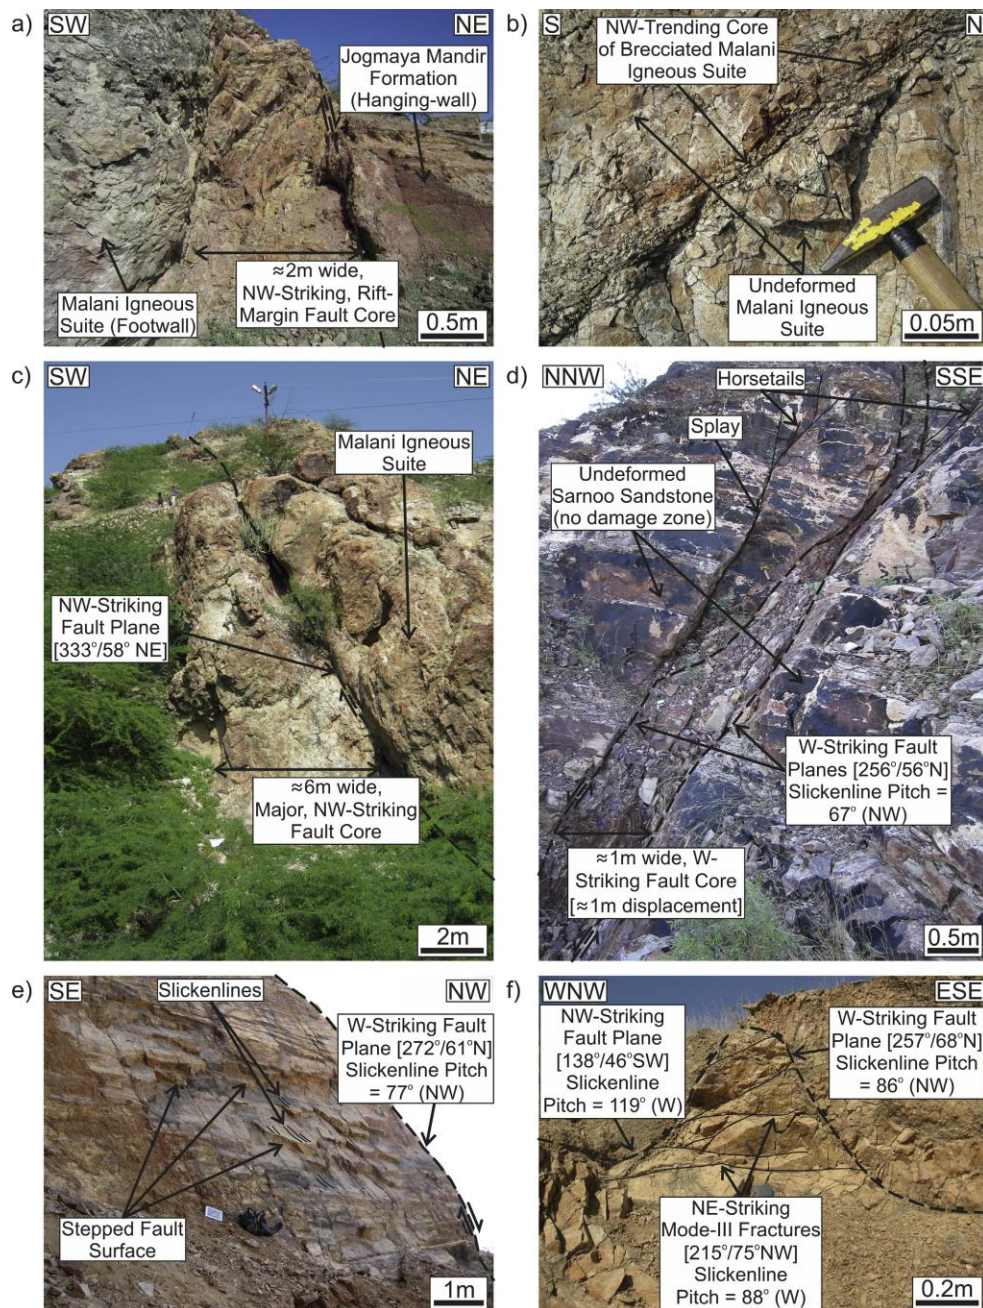 a)
SW
NE
Jogmaya Mandir
Formation
(Hanging-wall)
≈2m wide,
NW-Striking, Rift-
Margin Fault Core
Malani Igneous
Suite (Footwall)
0.5m
b)
S
N
NW-Trending Core
of Brecciated Malani
Igneous Suite
Undeformed
Malani Igneous
Suite
0.05m
c)
SW
NE
Malani Igneous
Suite
NW-Striking
Fault Plane
[333°/58° NE]
≈6m wide,
Major, NW-Striking
Fault Core
2m
d)
NNW
SSE
Horsetails
Splay
Undeformed
Sarnoo Sandstone
(no damage zone)
W-Striking Fault
Planes [256°/56°N]
Slickenline Pitch =
67° (NW)
≈1m wide, W-
Striking Fault Core
[≈1m displacement]
0.5m
e)
SE
NW
Slickenlines
W-Striking Fault
Plane [272°/61°N]
Slickenline Pitch
= 77° (NW)
Stepped Fault
Surface
1m
f)
WNW
ESE
NW-Striking
Fault Plane
[138°/46°SW]
Slickenline
Pitch = 119° (W)
W-Striking Fault
Plane [257°/68°N]
Slickenline Pitch
= 86° (NW)
NE-Striking
Mode-III Fractures
[215°/75°NW]
Slickenline
Pitch = 88° (W)
0.2m